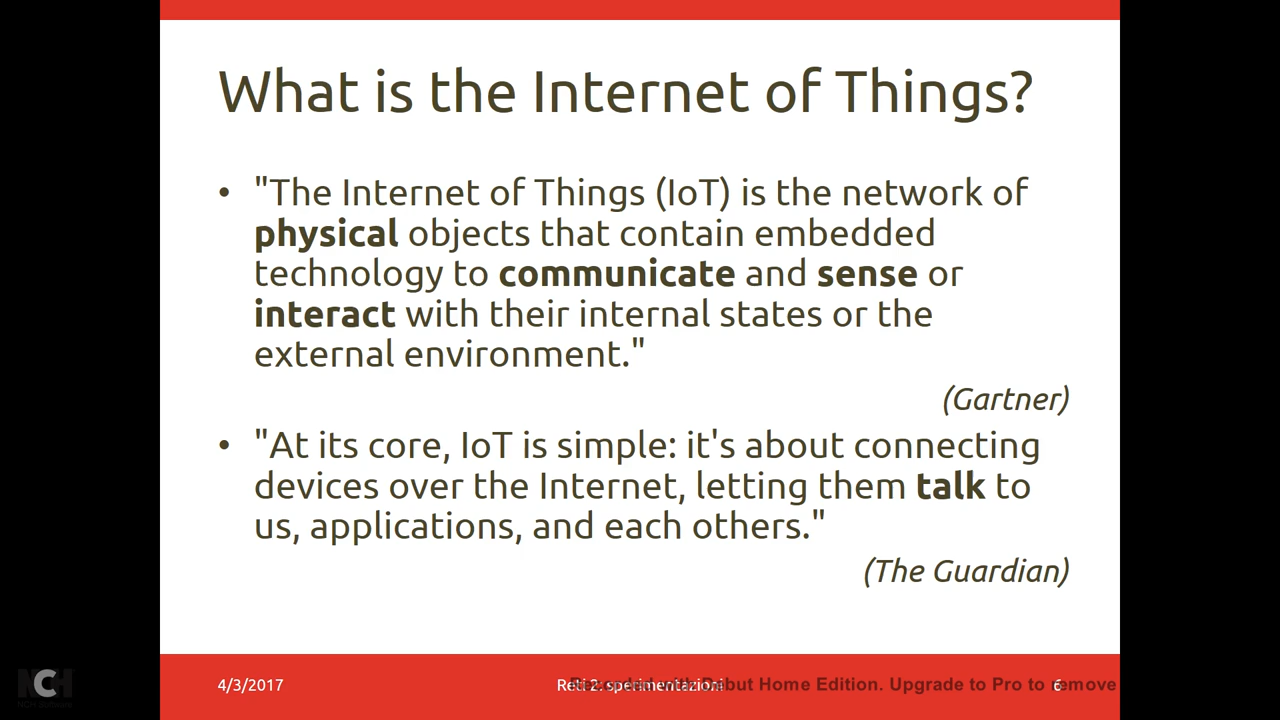 What is the Internet of Things?
• "The Internet of Things (IoT) is the network of
physical objects that contain embedded
technology to communicate and sense or
interact with their internal states or the
external environment."
(Gartner)
• "At its core, IoT is simple: it's about connecting
devices over the Internet, letting them talk to
us, applications, and each others."
(The Guardian)
NCH
NCH Software
4/3/2017
Reti 2: sperimentazioni
Recorded with Debut Home Edition. Upgrade to Pro to remove
6